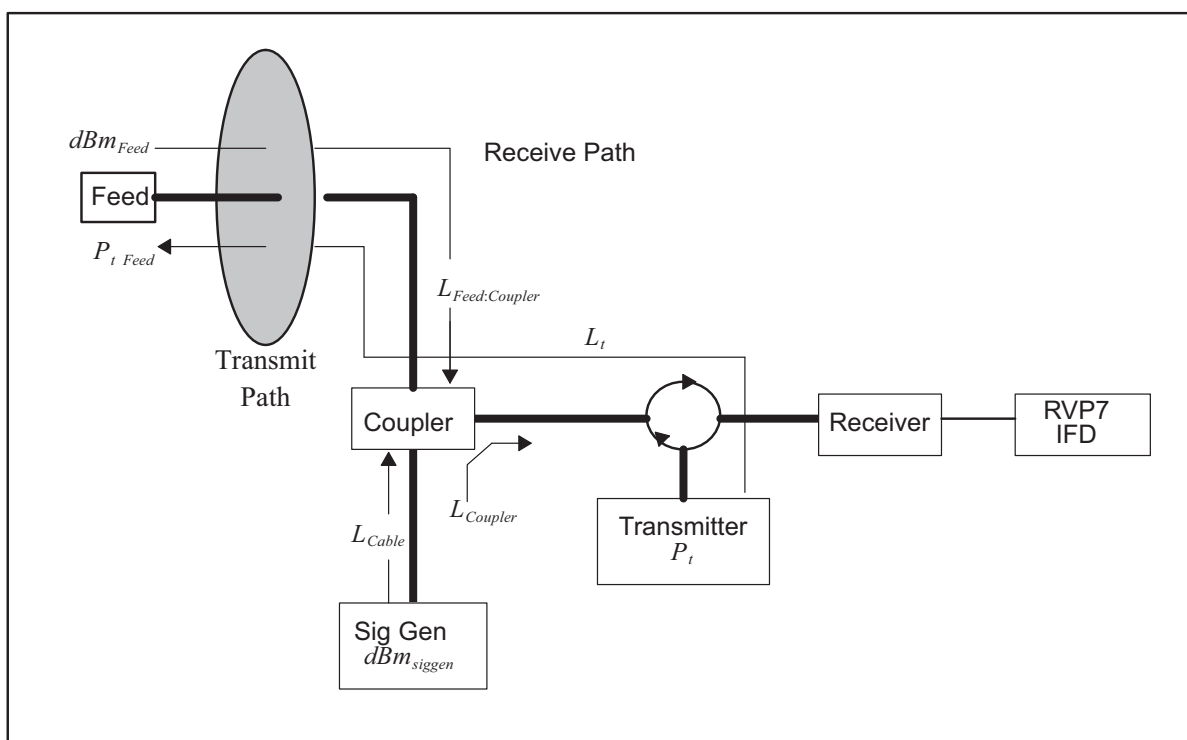 dBm_Feed
Receive Path
Feed
P_t Feed
L_Feed:Coupler
L_t
Transmit
Path
Coupler
Receiver
RVP7
IFD
L_Coupler
Transmitter
P_t
L_Cable
Sig Gen
dBm_siggen